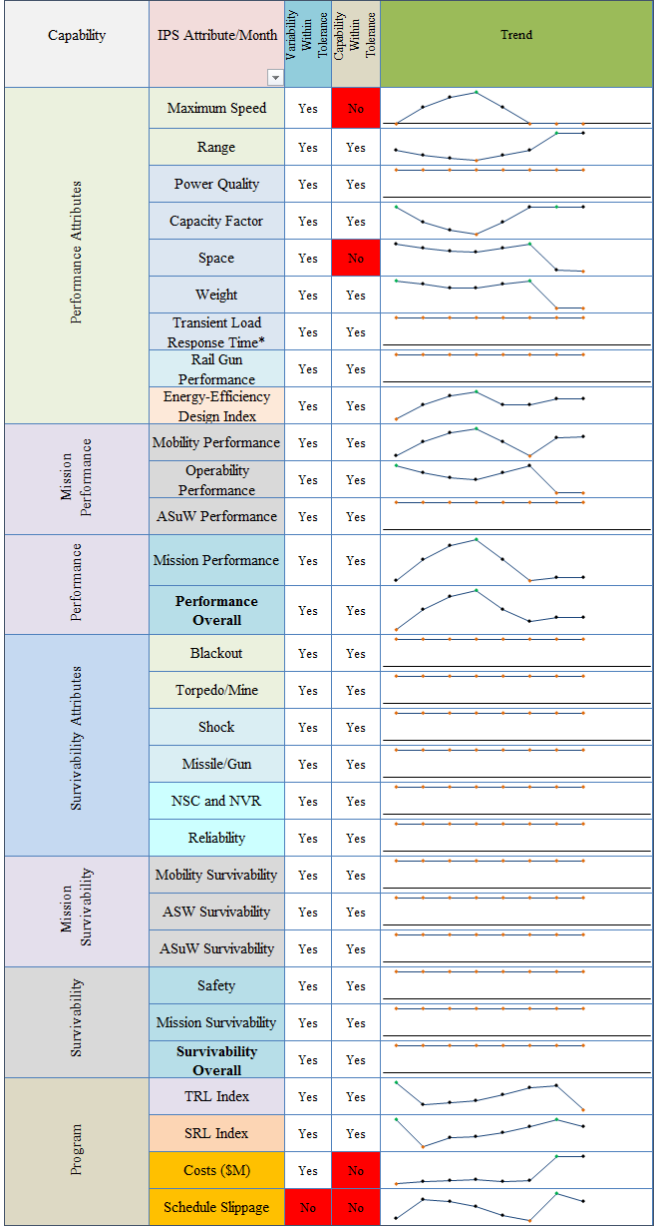 Capability
IPS Attribute/Month
Variability
Within
Tolerance
Capability
Within
Tolerance
Trend
Performance Attributes
Maximum Speed
Yes
No
Range
Yes
Yes
Power Quality
Yes
Yes
Capacity Factor
Yes
Yes
Space
Yes
No
Weight
Yes
Yes
Transient Load
Response Time*
Yes
Yes
Rail Gun
Performance
Yes
Yes
Energy-Efficiency
Design Index
Yes
Yes
Mission
Performance
Mobility Performance
Yes
Yes
Operability
Performance
Yes
Yes
ASuW Performance
Yes
Yes
Performance
Mission Performance
Yes
Yes
Performance
Overall
Yes
Yes
Survivability Attributes
Blackout
Yes
Yes
Torpedo/Mine
Yes
Yes
Shock
Yes
Yes
Missile/Gun
Yes
Yes
NSC and NVR
Yes
Yes
Reliability
Yes
Yes
Mission
Survivability
Mobility Survivability
Yes
Yes
ASW Survivability
Yes
Yes
ASuW Survivability
Yes
Yes
Survivability
Safety
Yes
Yes
Mission Survivability
Yes
Yes
Survivability
Overall
Yes
Yes
Program
TRL Index
Yes
Yes
SRL Index
Yes
Yes
Costs ($M)
Yes
No
Schedule Slippage
No
No